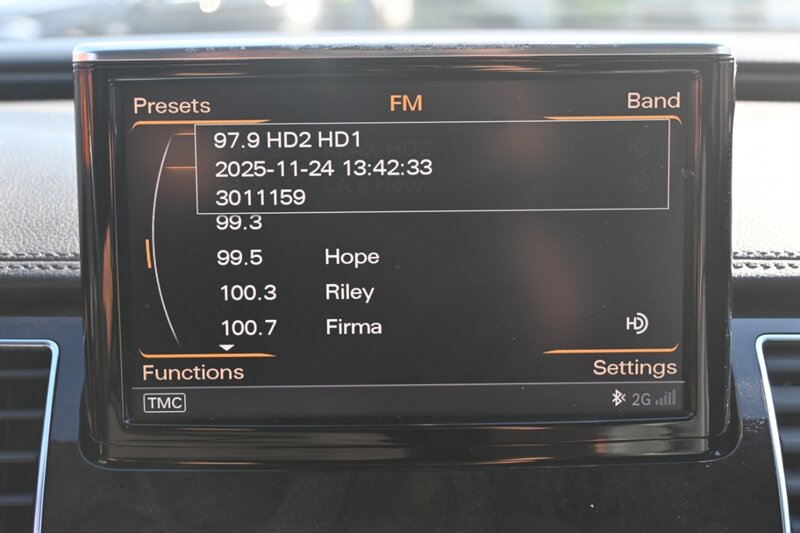 Presets FM Band
97.9 HD2 HD1
2025-11-24 13:42:33
3011159
99.3
99.5 Hope
100.3 Riley
100.7 Firma HD
Functions Settings
TMC 2G